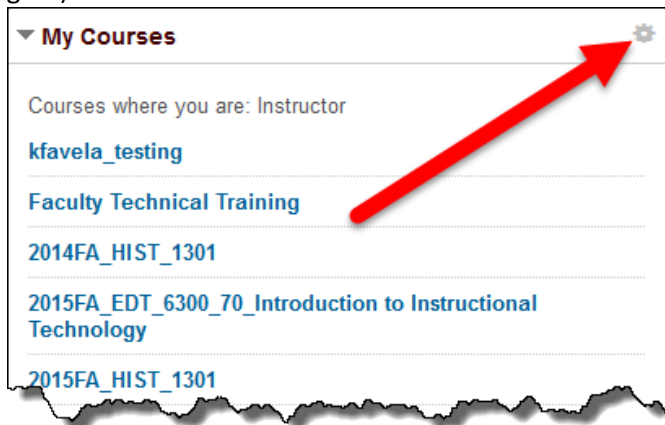 My Courses
Courses where you are: Instructor
kfavela_testing
Faculty Technical Training
2014FA_HIST_1301
2015FA_EDT_6300_70_Introduction to Instructional
Technology
2015FA_HIST_1301